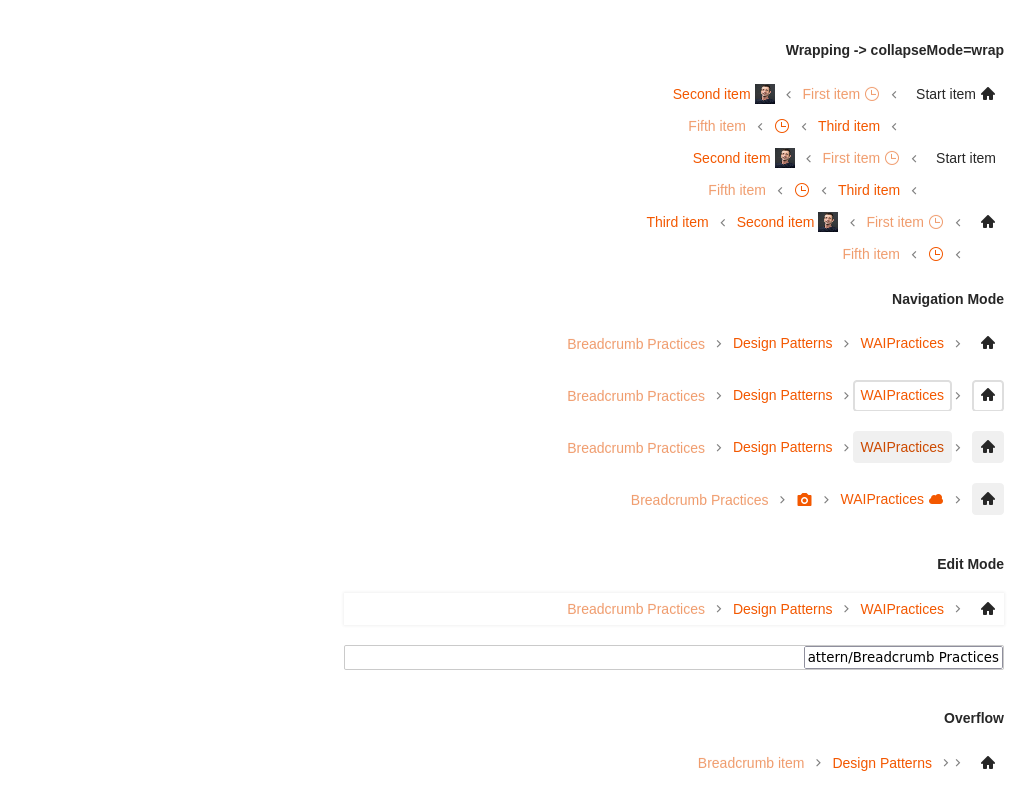 Wrapping -> collapseMode=wrap
Second item First item Start item
Fifth item Third item
Second item First item Start item
Fifth item Third item
Third item Second item First item
Fifth item
Navigation Mode
Breadcrumb Practices Design Patterns WAIPractices
Breadcrumb Practices Design Patterns WAIPractices
Breadcrumb Practices Design Patterns WAIPractices
Breadcrumb Practices WAIPractices
Edit Mode
Breadcrumb Practices Design Patterns WAIPractices
attern/Breadcrumb Practices
Overflow
Breadcrumb item Design Patterns